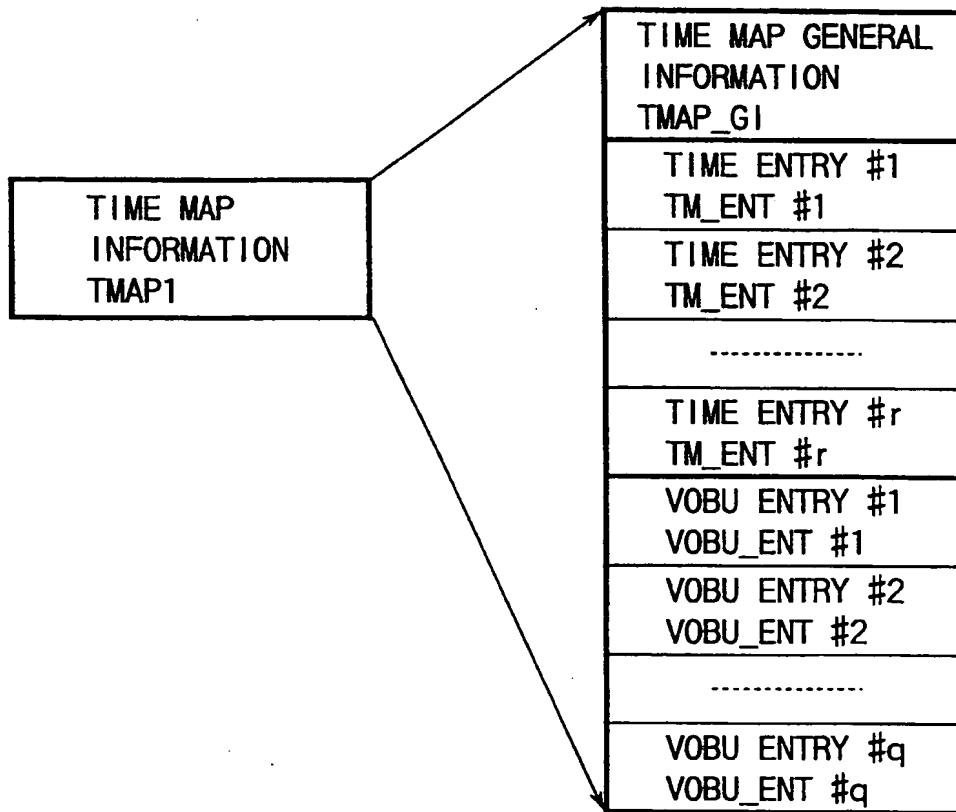 TIME MAP
INFORMATION
TMAP1
TIME MAP GENERAL
INFORMATION
TMAP_GI
TIME ENTRY #1
TM_ENT #1
TIME ENTRY #2
TM_ENT #2
TIME ENTRY #r
TM_ENT #r
VOBU ENTRY #1
VOBU_ENT #1
VOBU ENTRY #2
VOBU_ENT #2
VOBU ENTRY #q
VOBU_ENT #q